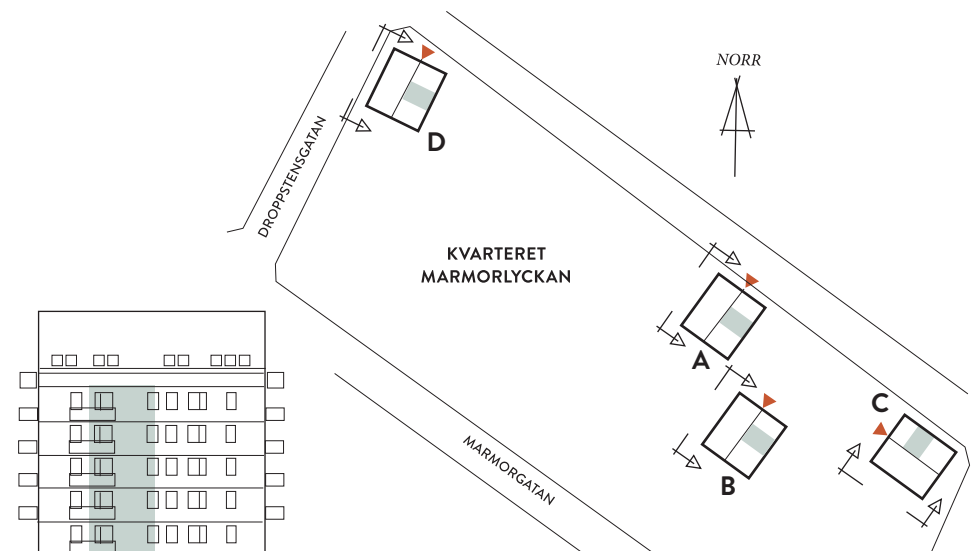 NORR
D
DROPPSTENSGATAN
KVARTERET
MARMORLYCKAN
A
C
B
MARMORGATAN